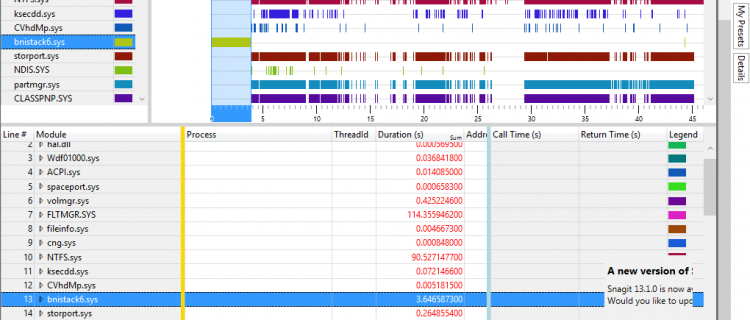 NTFS.sys
ksecdd.sys
CVhdMp.sys
bnistack6.sys
storport.sys
NDIS.SYS
partmgr.sys
CLASSPNP.SYS
0 5 10 15 20 25 30 35 40 45
My Presets
Details
Line # Module Process ThreadId Duration (s) Sum Addre Call Time (s) Return Time (s) Legend
2 hal.dll 0.000569500
3 Wdf01000.sys 0.036841800
4 ACPI.sys 0.014085000
5 spaceport.sys 0.000658300
6 volmgr.sys 0.425224600
7 FLTMGR.SYS 114.355946200
8 fileinfo.sys 0.004667300
9 cng.sys 0.000848000
10 NTFS.sys 90.527147700
11 ksecdd.sys 0.072146600
12 CVhdMp.sys 0.005181500
13 bnistack6.sys 3.646587300
14 storport.sys 0.264855400
A new version of S
Snagit 13.1.0 is now av
Would you like to upd